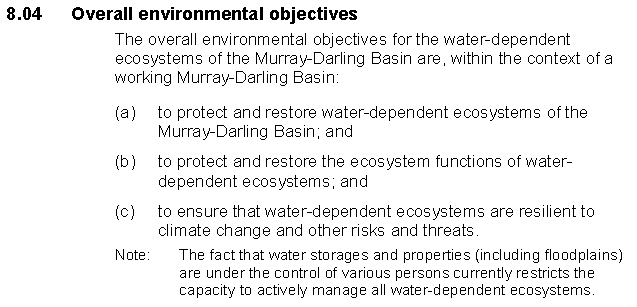 8.04 Overall environmental objectives
The overall environmental objectives for the water-dependent
ecosystems of the Murray-Darling Basin are, within the context of a
working Murray-Darling Basin:
(a) to protect and restore water-dependent ecosystems of the
Murray-Darling Basin; and
(b) to protect and restore the ecosystem functions of water-
dependent ecosystems; and
(c) to ensure that water-dependent ecosystems are resilient to
climate change and other risks and threats.
Note: The fact that water storages and properties (including floodplains)
are under the control of various persons currently restricts the
capacity to actively manage all water-dependent ecosystems.